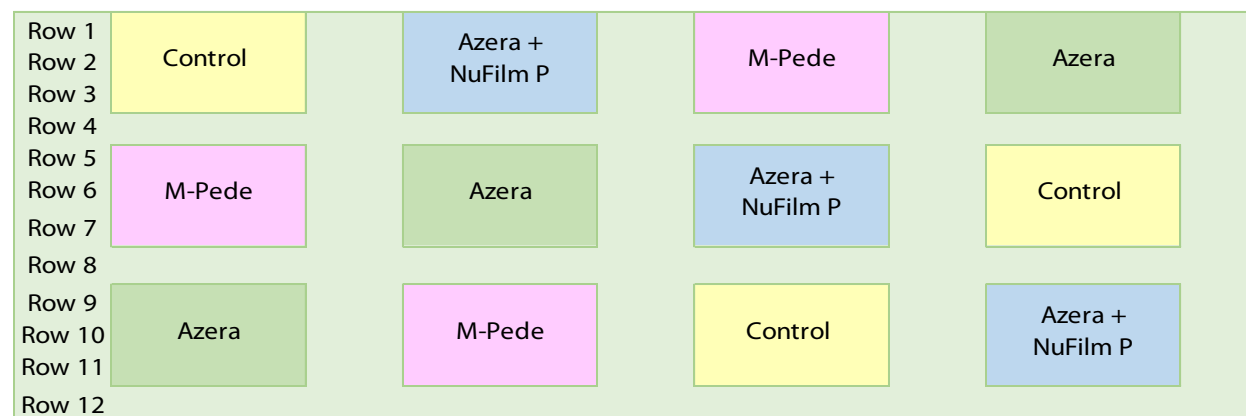 Row 1
Row 2
Row 3
Row 4
Row 5
Row 6
Row 7
Row 8
Row 9
Row 10
Row 11
Row 12
Control
Azera +
NuFilm P
M-Pede
Azera
M-Pede
Azera
Azera +
NuFilm P
Control
Azera
M-Pede
Control
Azera +
NuFilm P